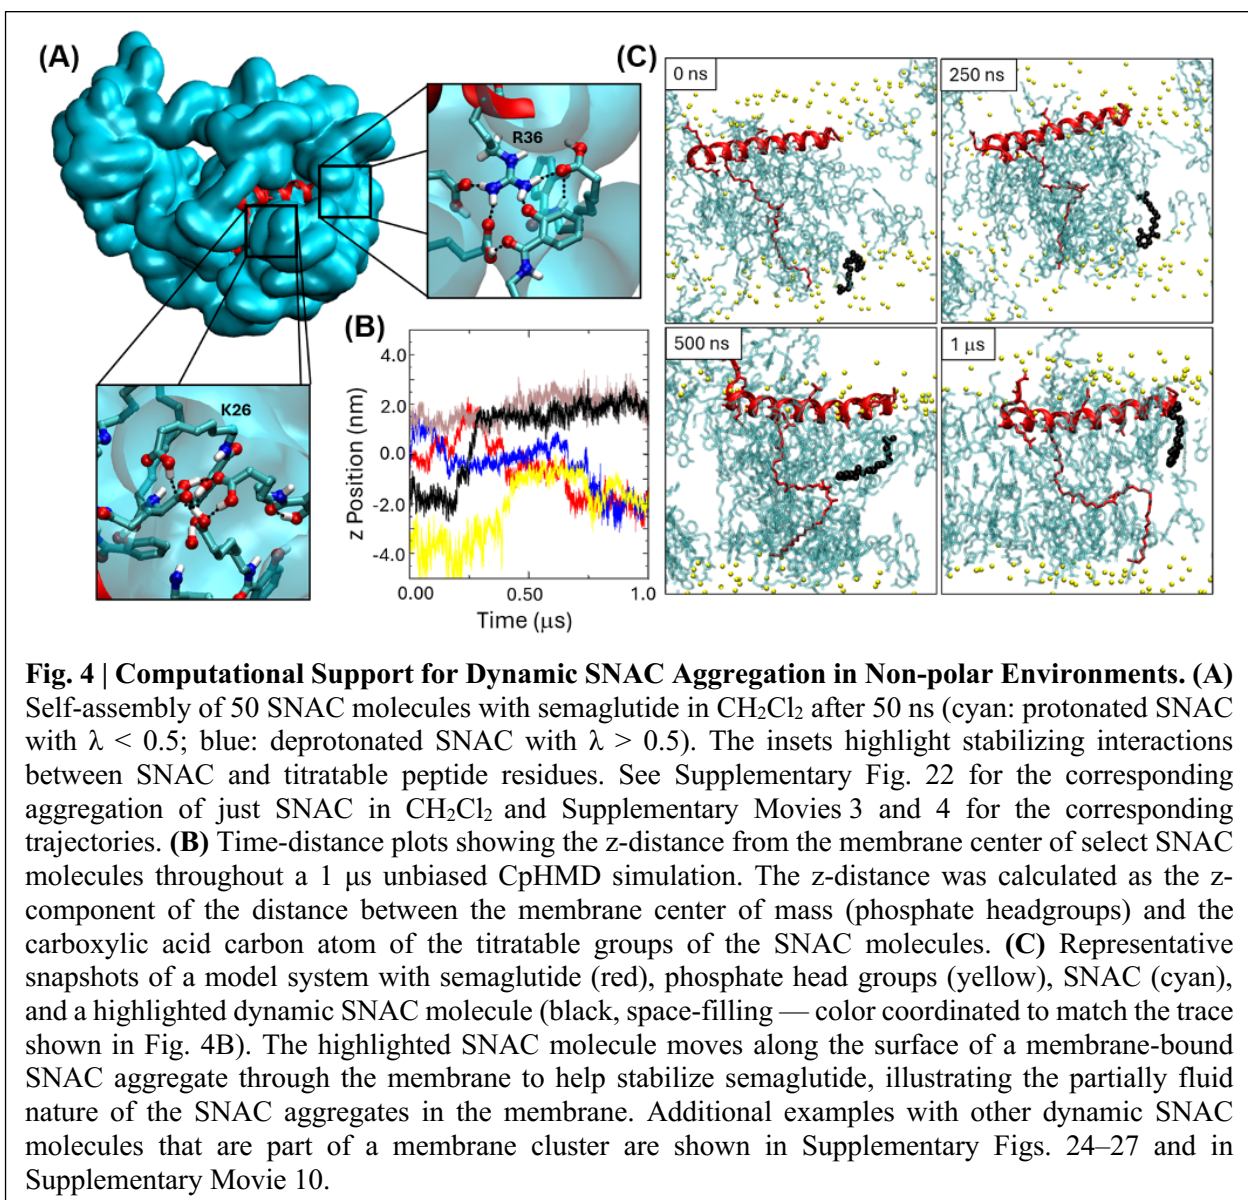 (A)
R36
K26
(B)
z Position (nm)
4.0
2.0
0.0
-2.0
-4.0
0.00
0.50
1.0
Time (μs)
(C)
0 ns
250 ns
500 ns
1 μs
Fig. 4 | Computational Support for Dynamic SNAC Aggregation in Non-polar Environments. (A)
Self-assembly of 50 SNAC molecules with semaglutide in CH₂Cl₂ after 50 ns (cyan: protonated SNAC
with λ < 0.5; blue: deprotonated SNAC with λ > 0.5). The insets highlight stabilizing interactions
between SNAC and titratable peptide residues. See Supplementary Fig. 22 for the corresponding
aggregation of just SNAC in CH₂Cl₂ and Supplementary Movies 3 and 4 for the corresponding
trajectories. (B) Time-distance plots showing the z-distance from the membrane center of select SNAC
molecules throughout a 1 μs unbiased CpHMD simulation. The z-distance was calculated as the z-
component of the distance between the membrane center of mass (phosphate headgroups) and the
carboxylic acid carbon atom of the titratable groups of the SNAC molecules. (C) Representative
snapshots of a model system with semaglutide (red), phosphate head groups (yellow), SNAC (cyan),
and a highlighted dynamic SNAC molecule (black, space-filling — color coordinated to match the trace
shown in Fig. 4B). The highlighted SNAC molecule moves along the surface of a membrane-bound
SNAC aggregate through the membrane to help stabilize semaglutide, illustrating the partially fluid
nature of the SNAC aggregates in the membrane. Additional examples with other dynamic SNAC
molecules that are part of a membrane cluster are shown in Supplementary Figs. 24–27 and in
Supplementary Movie 10.